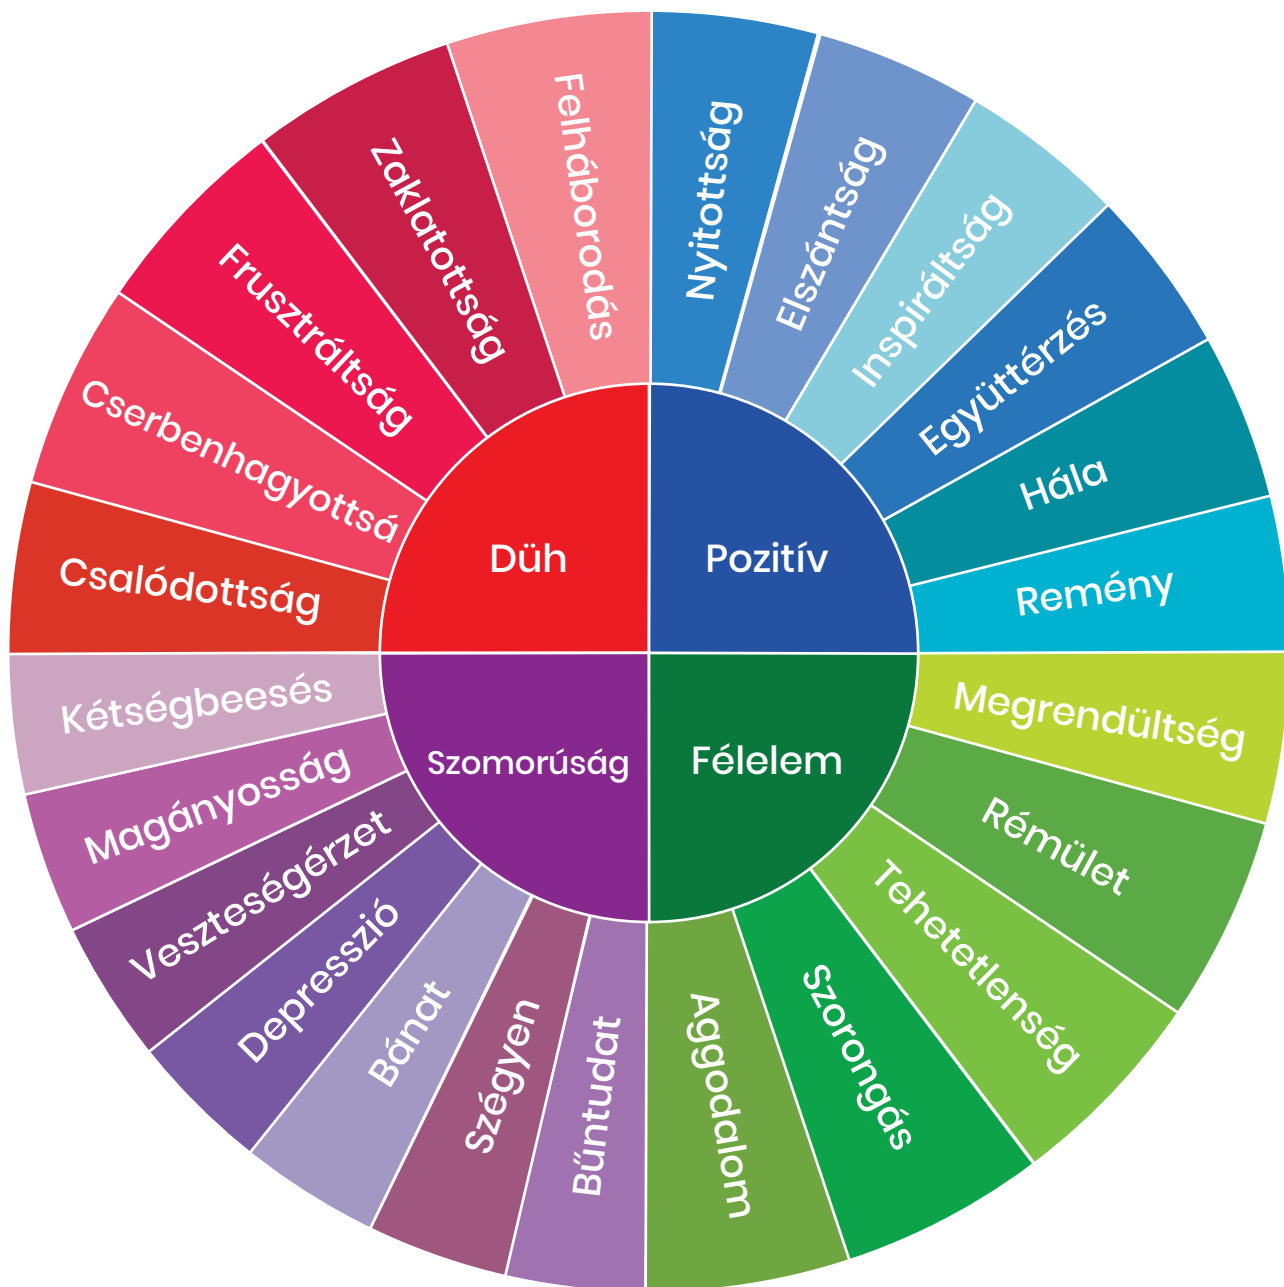 Felháborodás
Zaklatottság
Frusztráltság
Cserbenhagyottsá
Csalódottság
Nyitottság
Elszántság
Inspiráltság
Együttérzés
Hála
Remény
Düh
Pozitív
Szomorúság
Félelem
Kétségbeesés
Magányosság
Veszteségérzet
Depresszió
Bánat
Szégyen
Bűntudat
Megrendültség
Rémület
Tehetetlenség
Szorongás
Aggodalom